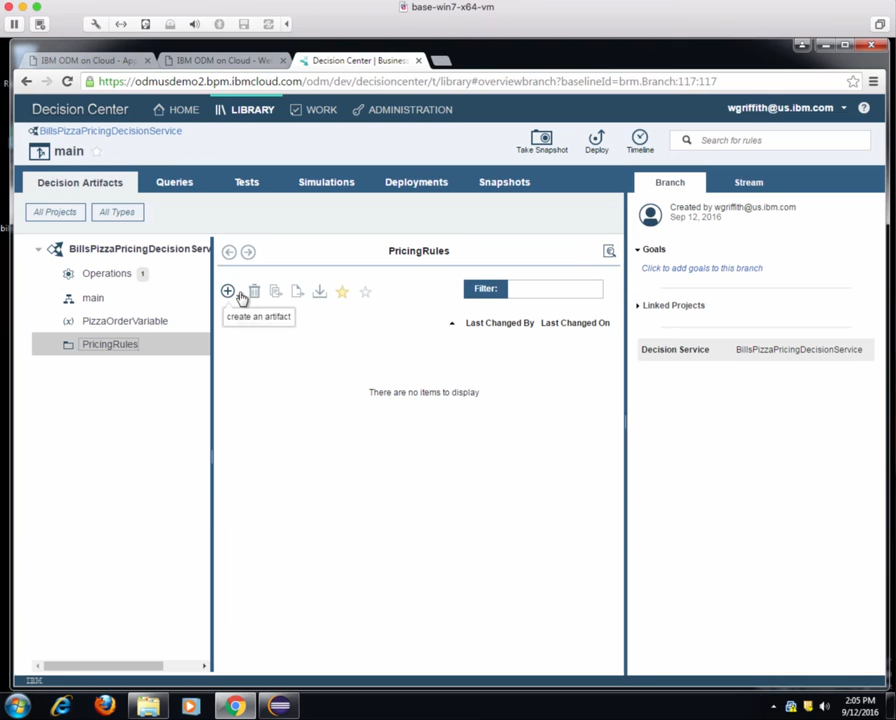 base-win7-x64-vm
IBM ODM on Cloud - App
IBM ODM on Cloud - Wel
Decision Center | Busines
https://odmusdemo2.bpm.ibmcloud.com/odm/dev/decisioncenter/t/library#overviewbranch?baselineId=brm.Branch:117:117
Decision Center
HOME
LIBRARY
WORK
ADMINISTRATION
wgriffith@us.ibm.com
BillsPizzaPricingDecisionService
main
Take Snapshot
Deploy
Timeline
Search for rules
Decision Artifacts
Queries
Tests
Simulations
Deployments
Snapshots
Branch
Stream
All Projects
All Types
Created by wgriffith@us.ibm.com
Sep 12, 2016
BillsPizzaPricingDecisionServ
Operations 1
main
(x) PizzaOrderVariable
PricingRules
PricingRules
Filter:
create an artifact
Last Changed By
Last Changed On
There are no items to display
Goals
Click to add goals to this branch
Linked Projects
Decision Service
BillsPizzaPricingDecisionService
IBM
2:05 PM
9/12/2016